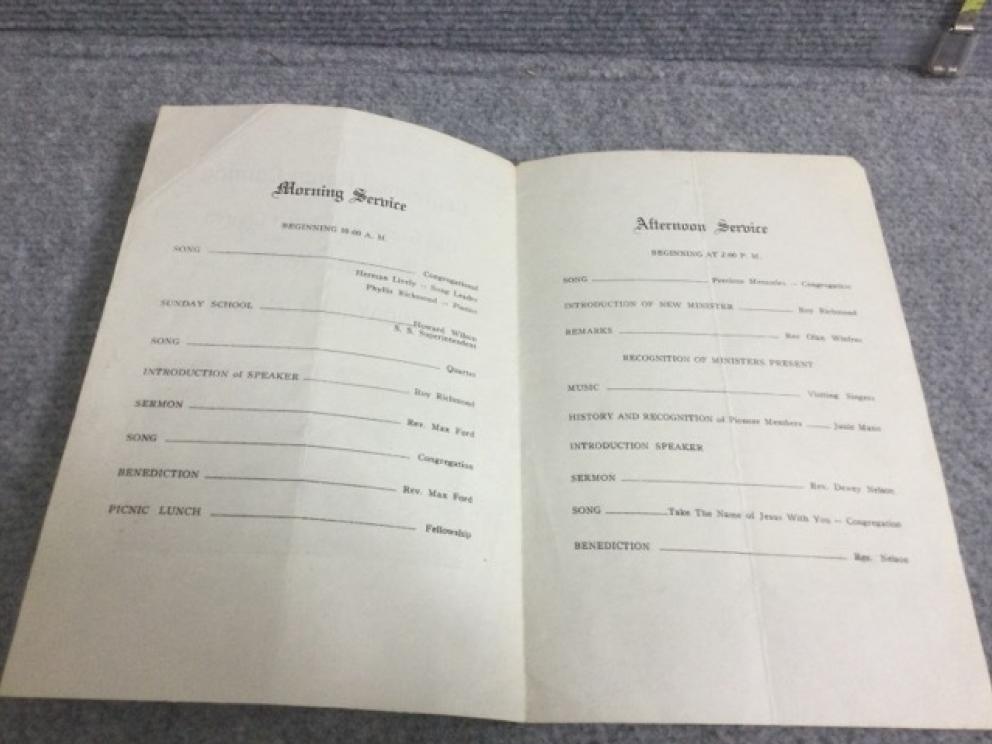 Morning Service
BEGINNING 10:00 A. M.
SONG Congregational
Herman Lively -- Song Leader
Phyllis Richmond -- Pianist
SUNDAY SCHOOL Howard Wilson
S. S. Superintendent
SONG Quartet
INTRODUCTION of SPEAKER Roy Richmond
SERMON Rev. Max Ford
SONG Congregation
BENEDICTION Rev. Max Ford
PICNIC LUNCH Fellowship
Afternoon Service
BEGINNING AT 2:00 P. M.
SONG Precious Memories -- Congregation
INTRODUCTION OF NEW MINISTER Roy Richmond
REMARKS Rev Olan Winfree
RECOGNITION OF MINISTERS PRESENT
MUSIC Visiting Singers
HISTORY AND RECOGNITION of Pioneer Members Josie Mann
INTRODUCTION SPEAKER
SERMON Rev. Dewey Nelson
SONG Take The Name of Jesus With You -- Congregation
BENEDICTION Rev. Nelson